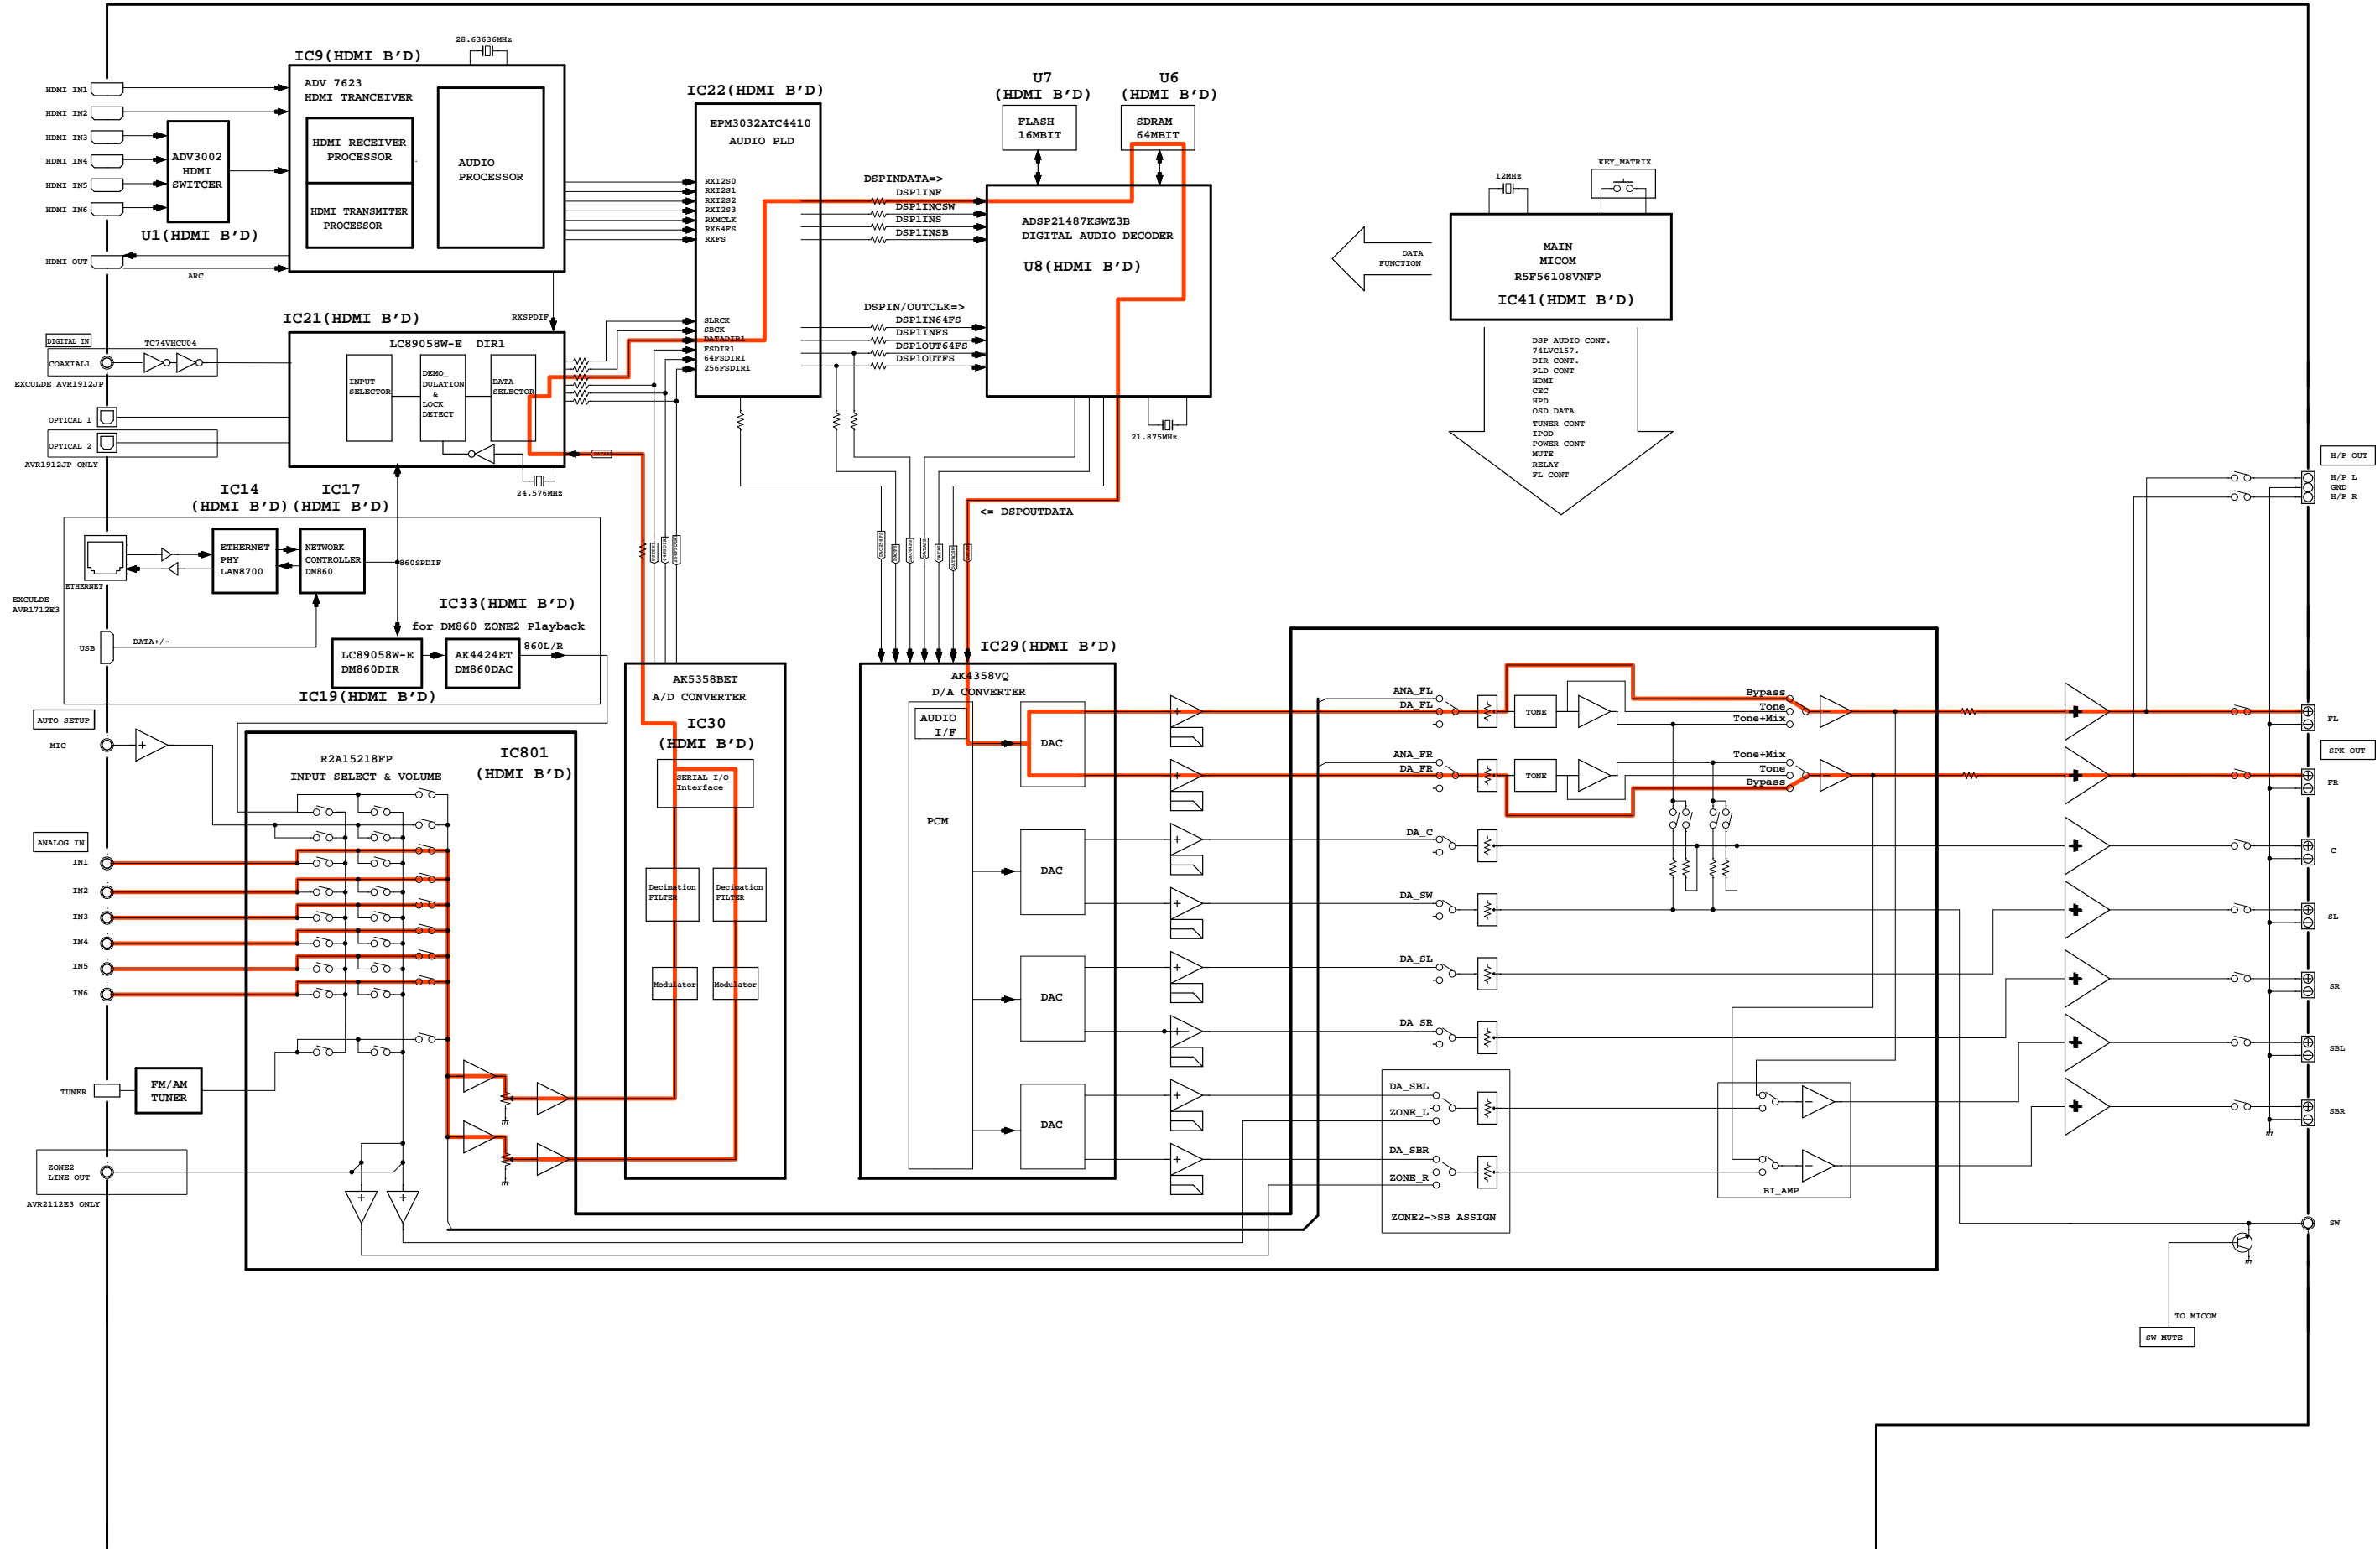 28.63636MHz
IC9(HDMI B'D)
ADV 7623
HDMI TRANCEIVER
HDMI RECEIVER
PROCESSOR
HDMI TRANSMITER
PROCESSOR
AUDIO
PROCESSOR
HDMI IN1
HDMI IN2
HDMI IN3
HDMI IN4
HDMI IN5
HDMI IN6
ADV3002
HDMI
SWITCER
U1(HDMI B'D)
HDMI OUT
ARC
IC22(HDMI B'D)
EPM3032ATC4410
AUDIO PLD
RXI2S0
RXI2S1
RXI2S2
RXI2S3
RXMCLK
RX64FS
RXFS
SLRCK
SBCK
DATADIR1
FSDIR1
64FSDIR1
256FSDIR1
U7
(HDMI B'D)
FLASH
16MBIT
U6
(HDMI B'D)
SDRAM
64MBIT
DSPINDATA=>
DSP1INF
DSP1INCSW
DSP1INS
DSP1INSB
ADSP21487KSWZ3B
DIGITAL AUDIO DECODER
U8(HDMI B'D)
DSPIN/OUTCLK=>
DSP1IN64FS
DSP1INFS
DSP1OUT64FS
DSP1OUTFS
21.875MHz
<= DSPOUTDATA
12MHz
KEY_MATRIX
MAIN
MICOM
R5F56108VNFP
IC41(HDMI B'D)
DATA
FUNCTION
DSP AUDIO CONT.
74LVC157.
DIR CONT.
PLD CONT
HDMI
CEC
HPD
OSD DATA
TUNER CONT
IPOD
POWER CONT
MUTE
RELAY
FL CONT
RXSPDIF
IC21(HDMI B'D)
LC89058W-E DIR1
INPUT
SELECTOR
DEMO_
DULATION
&
LOCK
DETECT
DATA
SELECTOR
24.576MHz
DIGITAL IN
COAXIAL1
TC74VHCU04
EXCULDE AVR1912JP
OPTICAL 1
OPTICAL 2
AVR1912JP ONLY
IC14
(HDMI B'D)
IC17
(HDMI B'D)
ETHERNET
ETHERNET
PHY
LAN8700
NETWORK
CONTROLLER
DM860
860SPDIF
EXCULDE
AVR1712E3
USB
DATA+/-
IC33(HDMI B'D)
for DM860 ZONE2 Playback
LC89058W-E
DM860DIR
AK4424ET
DM860DAC
860L/R
IC19(HDMI B'D)
AUTO SETUP
MIC
R2A15218FP
INPUT SELECT & VOLUME
IC801
(HDMI B'D)
ANALOG IN
IN1
IN2
IN3
IN4
IN5
IN6
TUNER
FM/AM
TUNER
ZONE2
LINE OUT
AVR2112E3 ONLY
AK5358BET
A/D CONVERTER
IC30
(HDMI B'D)
SERIAL I/O
Interface
Decimation
FILTER
Decimation
FILTER
Modulator
Modulator
IC29(HDMI B'D)
AK4358VQ
D/A CONVERTER
AUDIO
I/F
PCM
DAC
DAC
DAC
DAC
ANA_FL
DA_FL
ANA_FR
DA_FR
DA_C
DA_SW
DA_SL
DA_SR
DA_SBL
ZONE_L
DA_SBR
ZONE_R
ZONE2->SB ASSIGN
TONE
TONE
Bypass
Tone
Tone+Mix
Tone+Mix
Tone
Bypass
BI_AMP
H/P OUT
H/P L
GND
H/P R
FL
SPK OUT
FR
C
SL
SR
SBL
SBR
SW
TO MICOM
SW MUTE